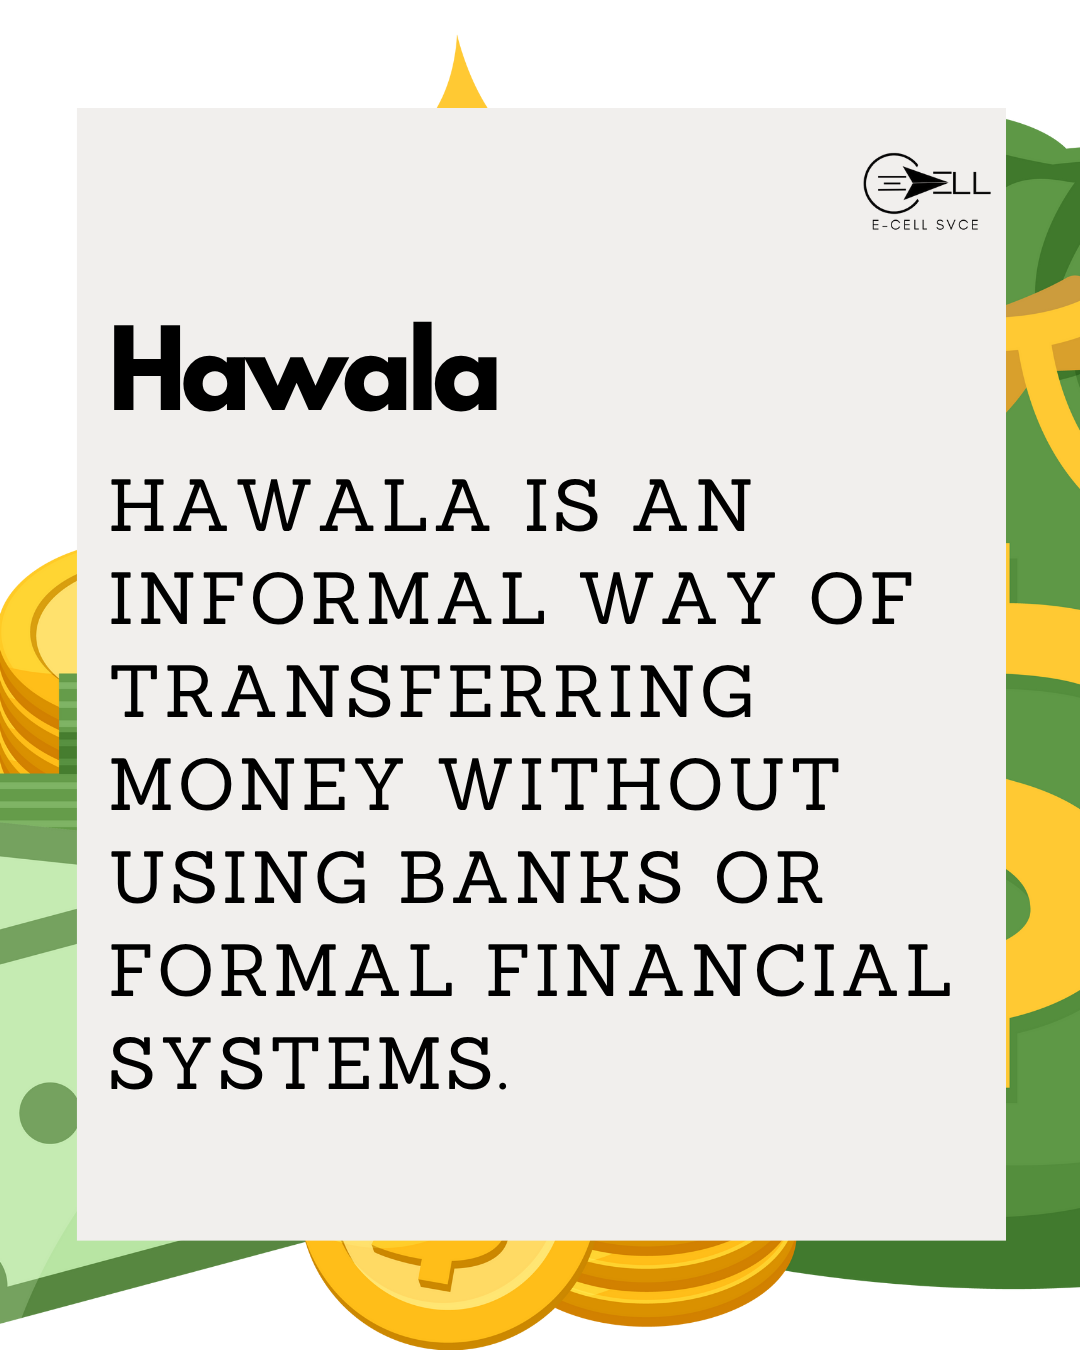 ELL
E-CELL SVCE
Hawala
HAWALA IS AN
INFORMAL WAY OF
TRANSFERRING
MONEY WITHOUT
USING BANKS OR
FORMAL FINANCIAL
SYSTEMS.